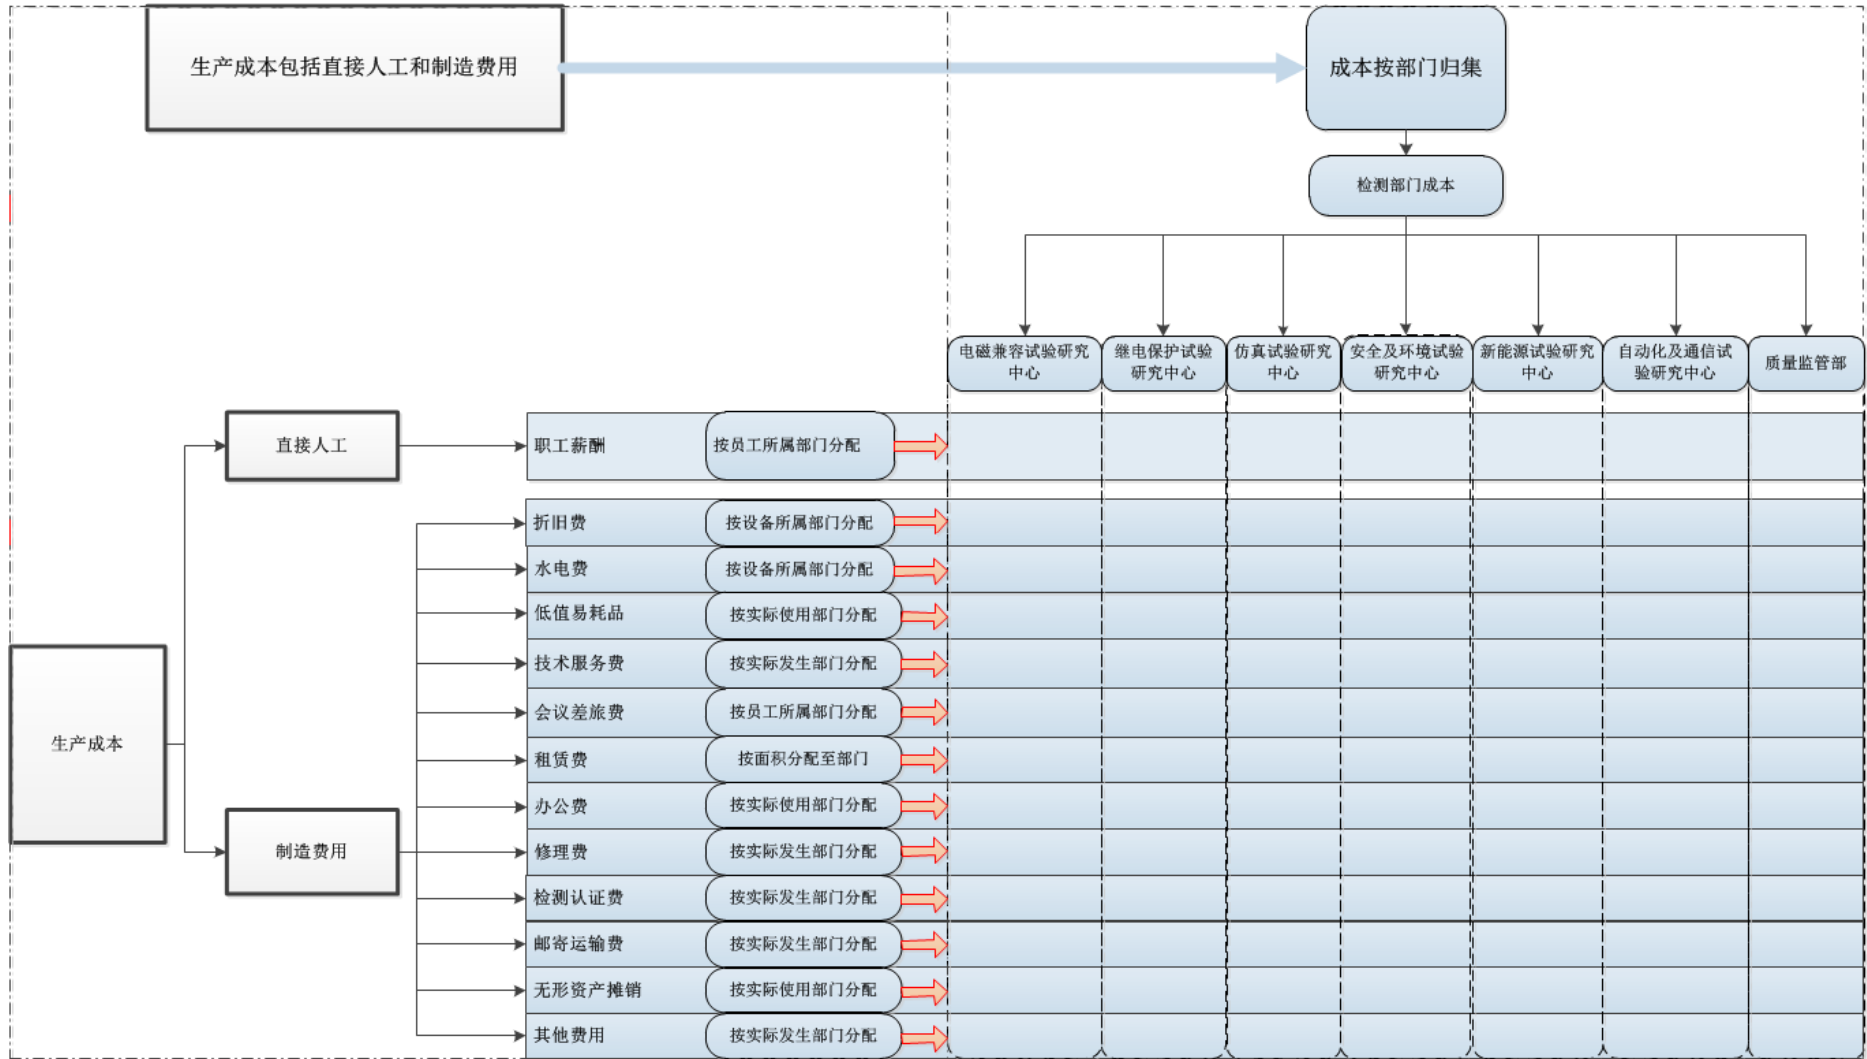 生产成本包括直接人工和制造费用
成本按部门归集
检测部门成本
电磁兼容试验研究
中心
继电保护试验
研究中心
仿真试验研究
中心
安全及环境试验
研究中心
新能源试验研究
中心
自动化及通信试
验研究中心
质量监管部
生产成本
直接人工
职工薪酬
按员工所属部门分配
制造费用
折旧费
按设备所属部门分配
水电费
按设备所属部门分配
低值易耗品
按实际使用部门分配
技术服务费
按实际发生部门分配
会议差旅费
按员工所属部门分配
租赁费
按面积分配至部门
办公费
按实际使用部门分配
修理费
按实际发生部门分配
检测认证费
按实际发生部门分配
邮寄运输费
按实际发生部门分配
无形资产摊销
按实际使用部门分配
其他费用
按实际发生部门分配